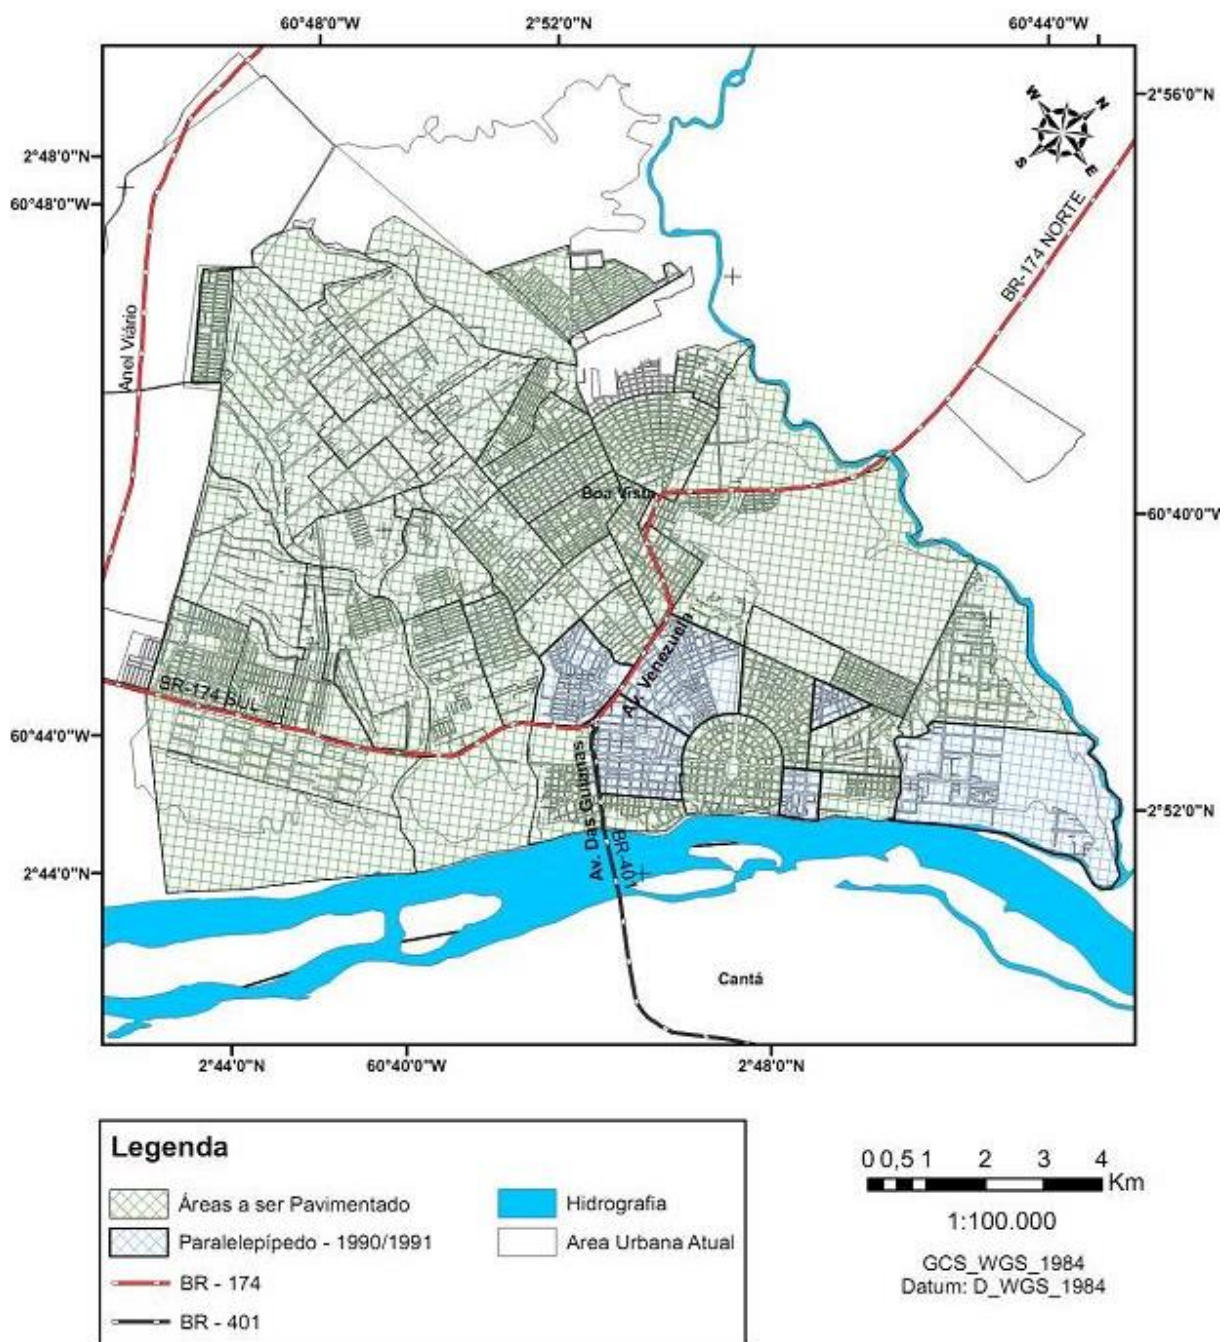 60°48'0"W
2°52'0"N
60°44'0"W
2°56'0"N
W
N
S
E
2°48'0"N
60°48'0"W
BR-174 NORTE
Anel Viário
Boa Vista
60°40'0"W
Av. Venezuela
BR-174 SUL
60°44'0"W
Av. Das Guianas
2°52'0"N
BR-401
2°44'0"N
Cantá
2°44'0"N
60°40'0"W
2°48'0"N
Legenda
Áreas a ser Pavimentado
Hidrografia
Paralelepípedo - 1990/1991
Area Urbana Atual
BR - 174
BR - 401
0 0,5 1 2 3 4
Km
1:100.000
GCS_WGS_1984
Datum: D_WGS_1984